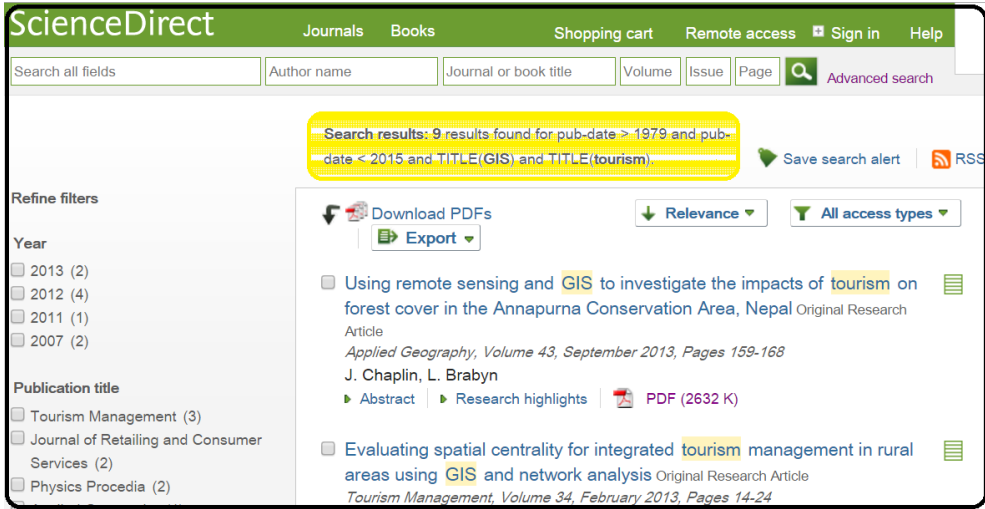 ScienceDirect
Journals Books Shopping cart Remote access Sign in Help
Search all fields Author name Journal or book title Volume Issue Page Advanced search
Search results: 9 results found for pub-date > 1979 and pub-
date < 2015 and TITLE(GIS) and TITLE(tourism).
Save search alert RSS
Refine filters
Download PDFs Relevance All access types
Export
Year
2013 (2)
2012 (4)
2011 (1)
2007 (2)
Publication title
Tourism Management (3)
Journal of Retailing and Consumer
Services (2)
Physics Procedia (2)
Using remote sensing and GIS to investigate the impacts of tourism on
forest cover in the Annapurna Conservation Area, Nepal Original Research
Article
Applied Geography, Volume 43, September 2013, Pages 159-168
J. Chaplin, L. Brabyn
Abstract Research highlights PDF (2632 K)
Evaluating spatial centrality for integrated tourism management in rural
areas using GIS and network analysis Original Research Article
Tourism Management, Volume 34, February 2013, Pages 14-24